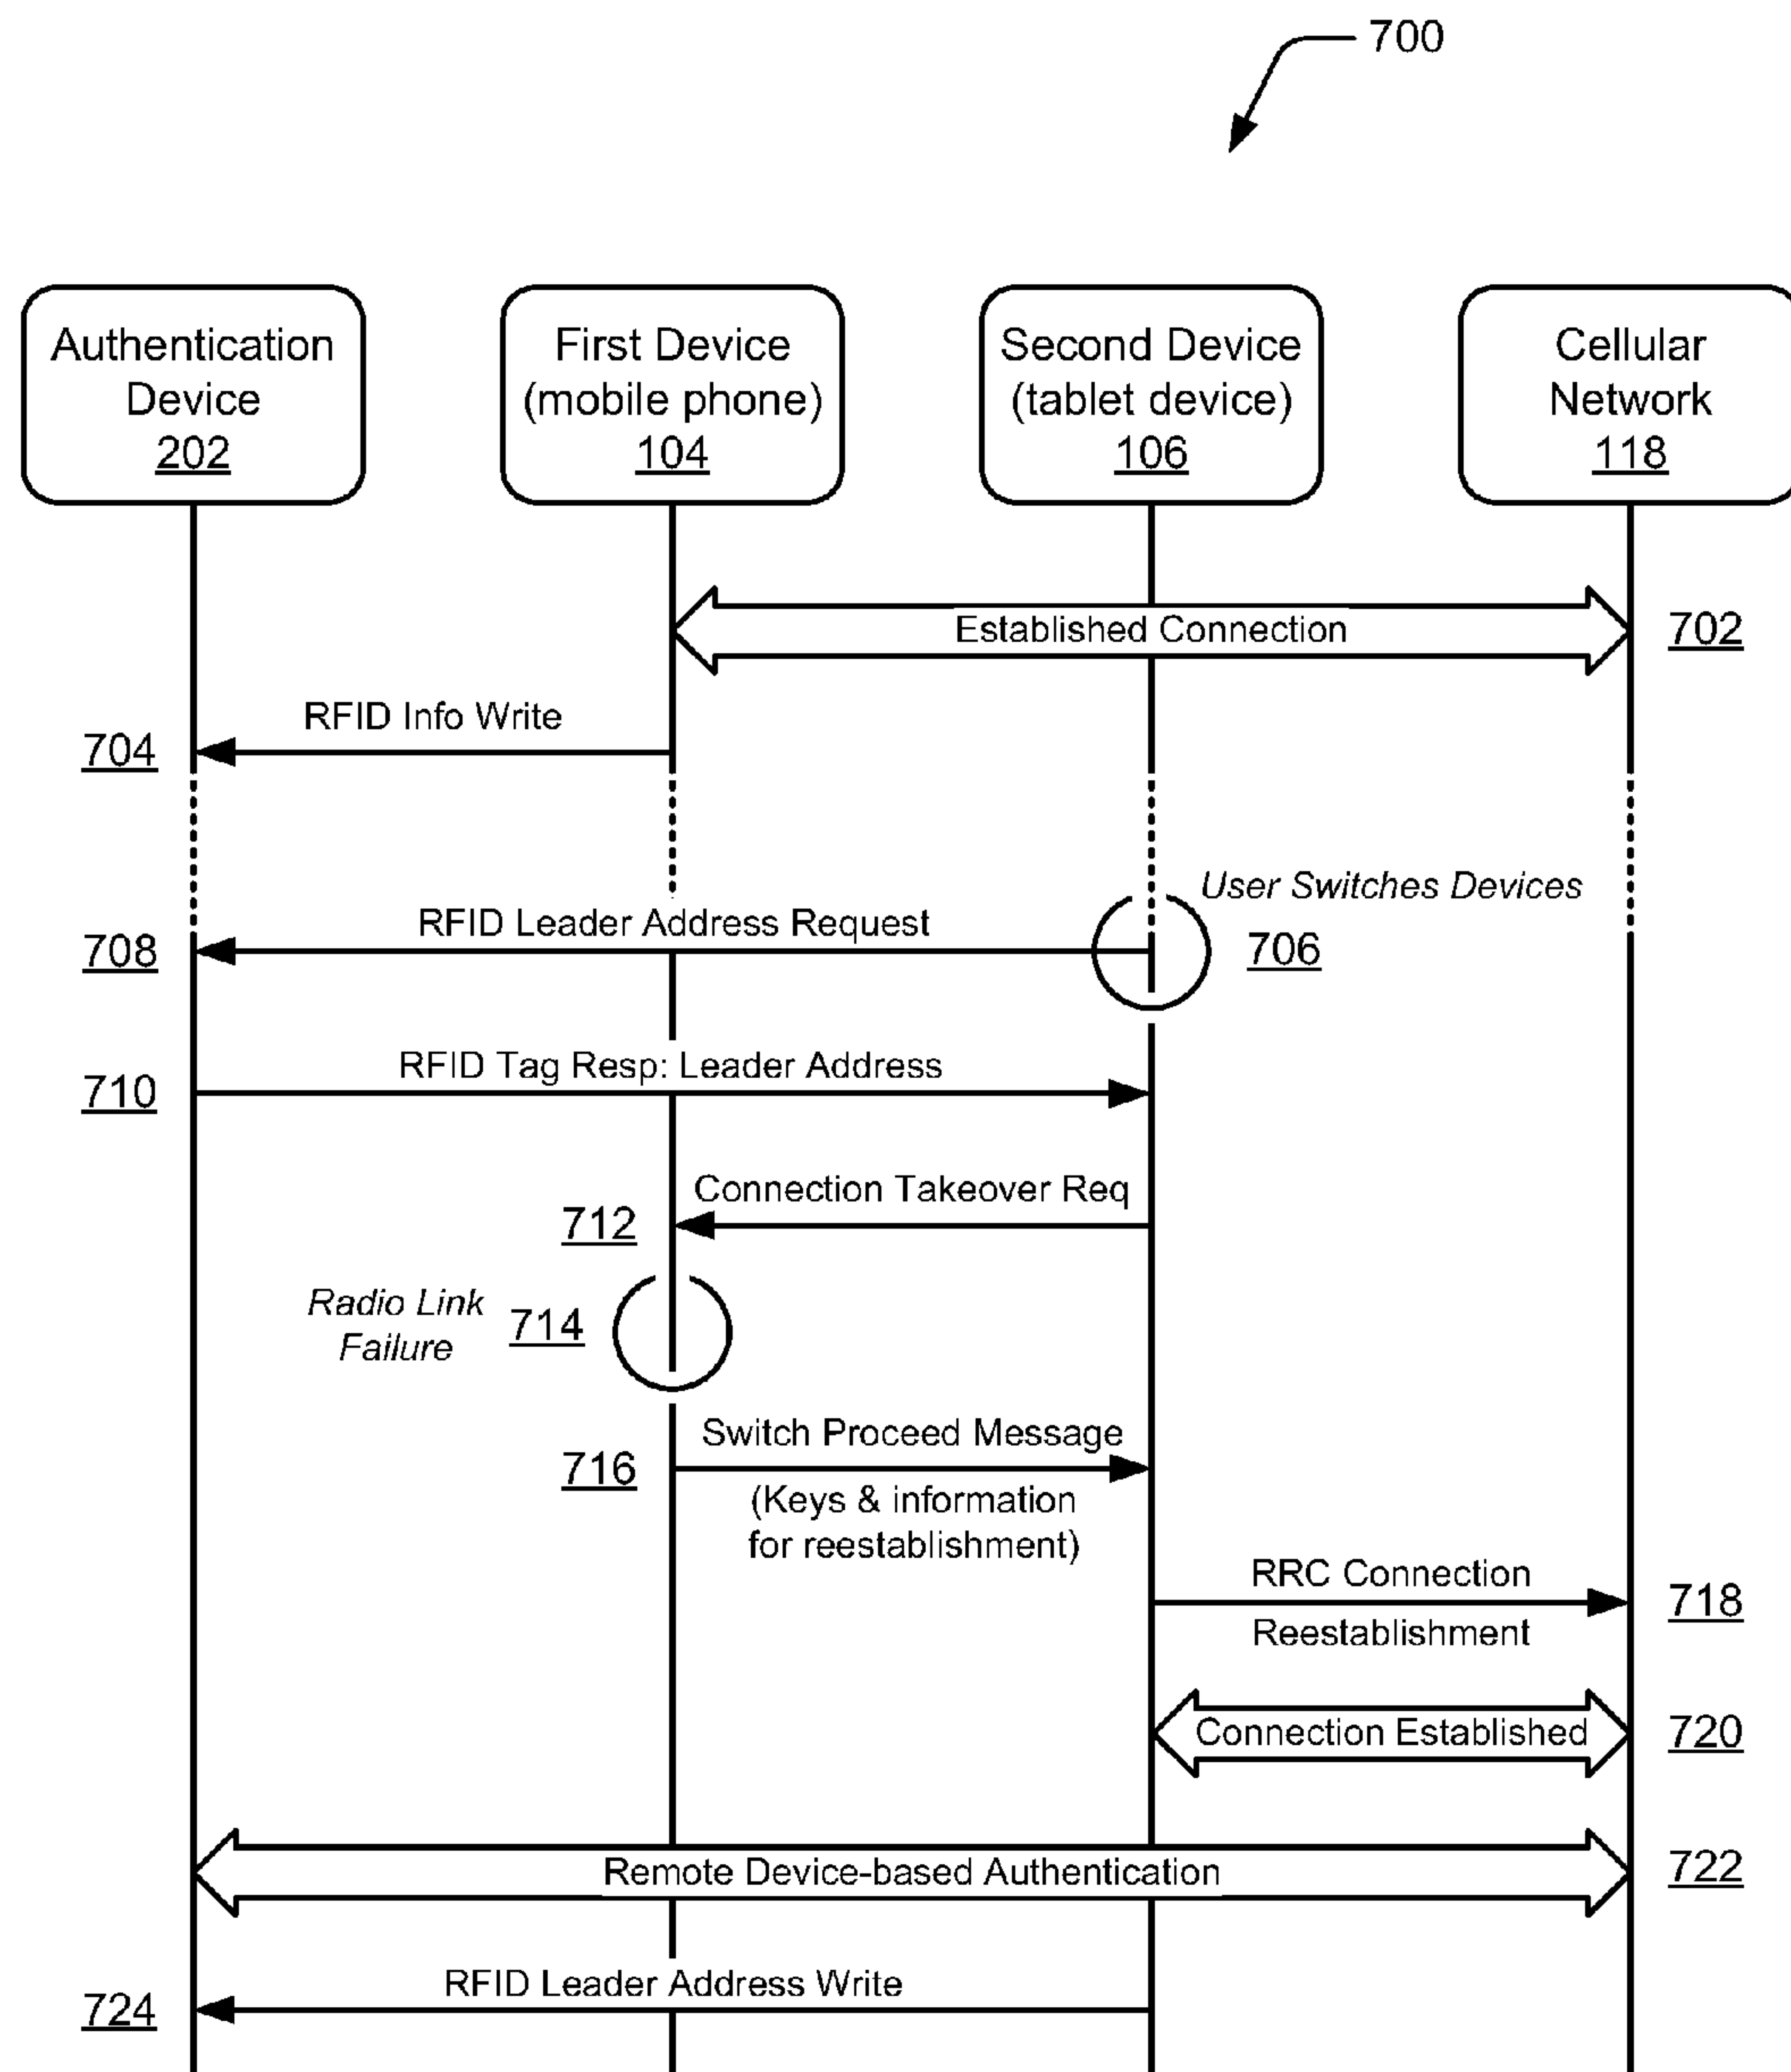 700
Authentication
Device
202
First Device
(mobile phone)
104
Second Device
(tablet device)
106
Cellular
Network
118
Established Connection
702
RFID Info Write
704
User Switches Devices
706
RFID Leader Address Request
708
RFID Tag Resp: Leader Address
710
Connection Takeover Req
712
Radio Link
Failure
714
Switch Proceed Message
716
(Keys & information
for reestablishment)
RRC Connection
718
Reestablishment
Connection Established
720
Remote Device-based Authentication
722
RFID Leader Address Write
724